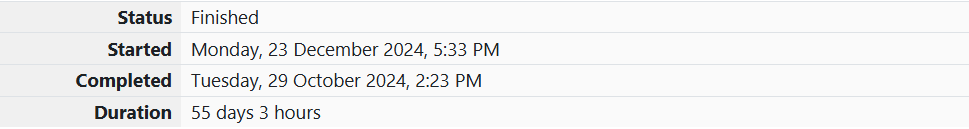 Status Finished
Started Monday, 23 December 2024, 5:33 PM
Completed Tuesday, 29 October 2024, 2:23 PM
Duration 55 days 3 hours